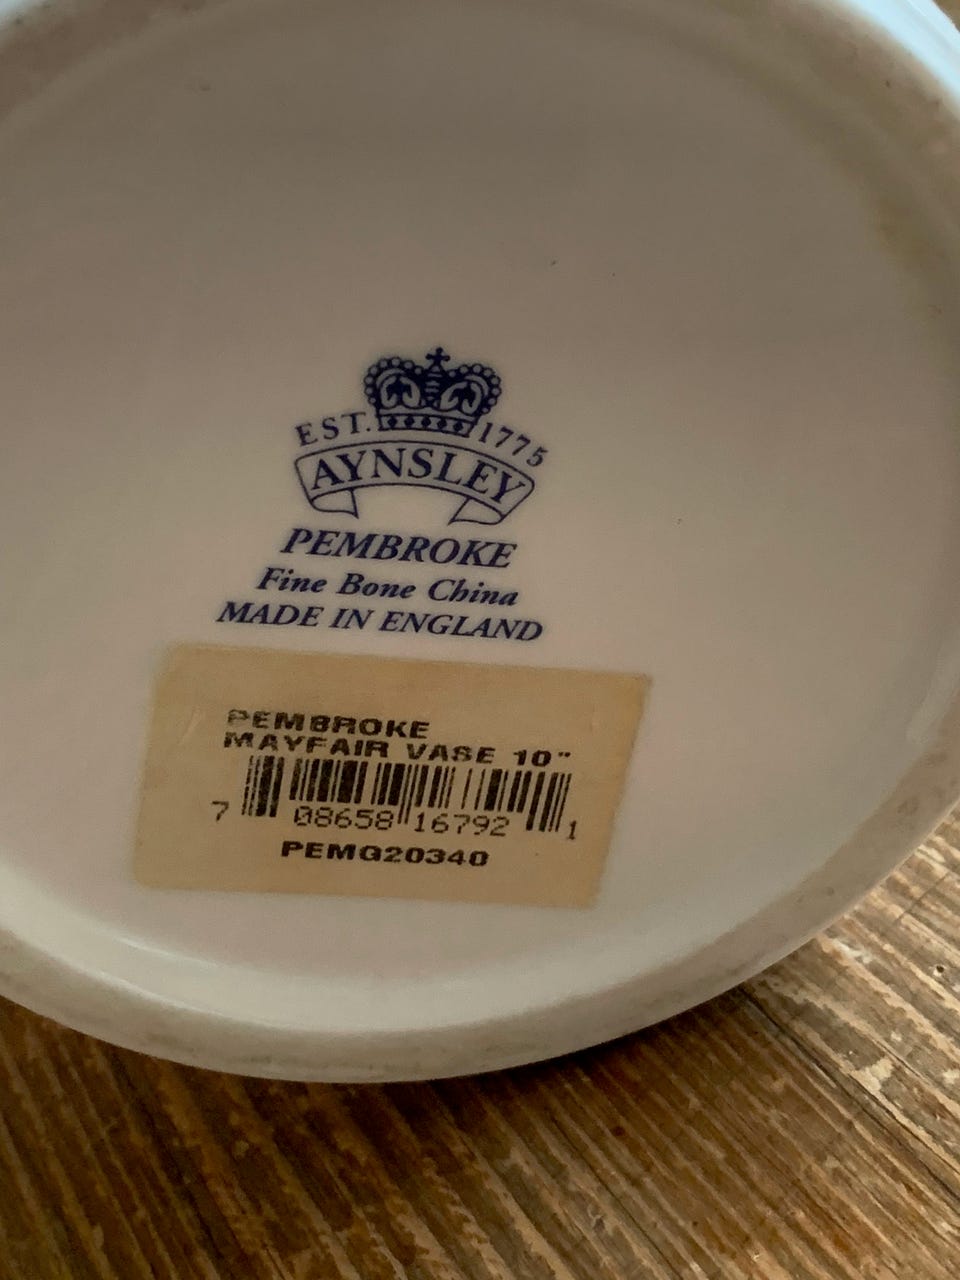 EST. 1775
AYNSLEY
PEMBROKE
Fine Bone China
MADE IN ENGLAND
PEMBROKE
MAYFAIR VASE 10"
7 08658 16792 1
PEMG20340